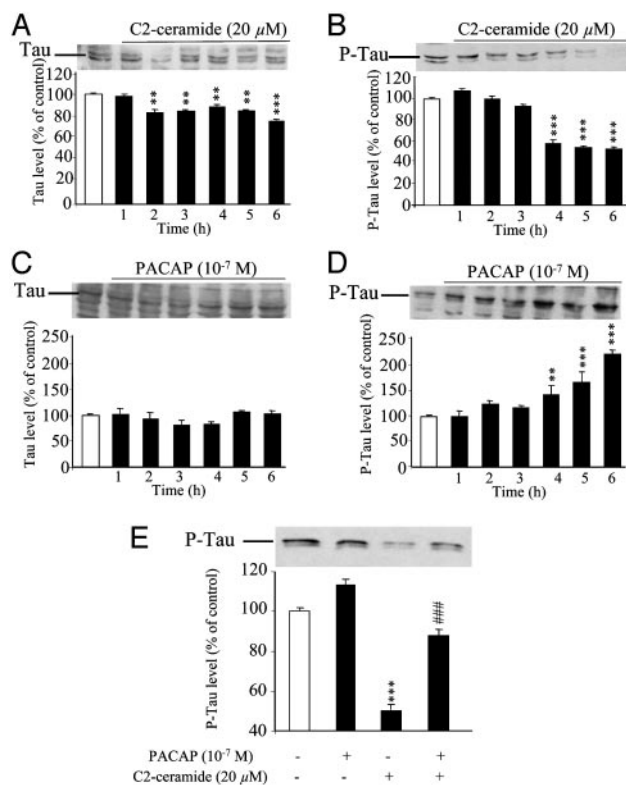 A
C2-ceramide (20 µM)
Tau
Tau level (% of control)
120
100
80
60
40
20
0
** ** ** ** ***
1 2 3 4 5 6
Time (h)
B
C2-ceramide (20 µM)
P-Tau
P-Tau level (% of control)
120
100
80
60
40
20
0
*** *** ***
1 2 3 4 5 6
Time (h)
C
PACAP (10⁻⁷ M)
Tau
Tau level (% of control)
250
200
150
100
50
0
1 2 3 4 5 6
Time (h)
D
PACAP (10⁻⁷ M)
P-Tau
P-Tau level (% of control)
250
200
150
100
150
0
** *** ***
1 2 3 4 5 6
Time (h)
E
P-Tau
P-Tau level (% of control)
120
100
80
60
40
*** ###
PACAP (10⁻⁷ M) - + - +
C2-ceramide (20 µM) - - + +